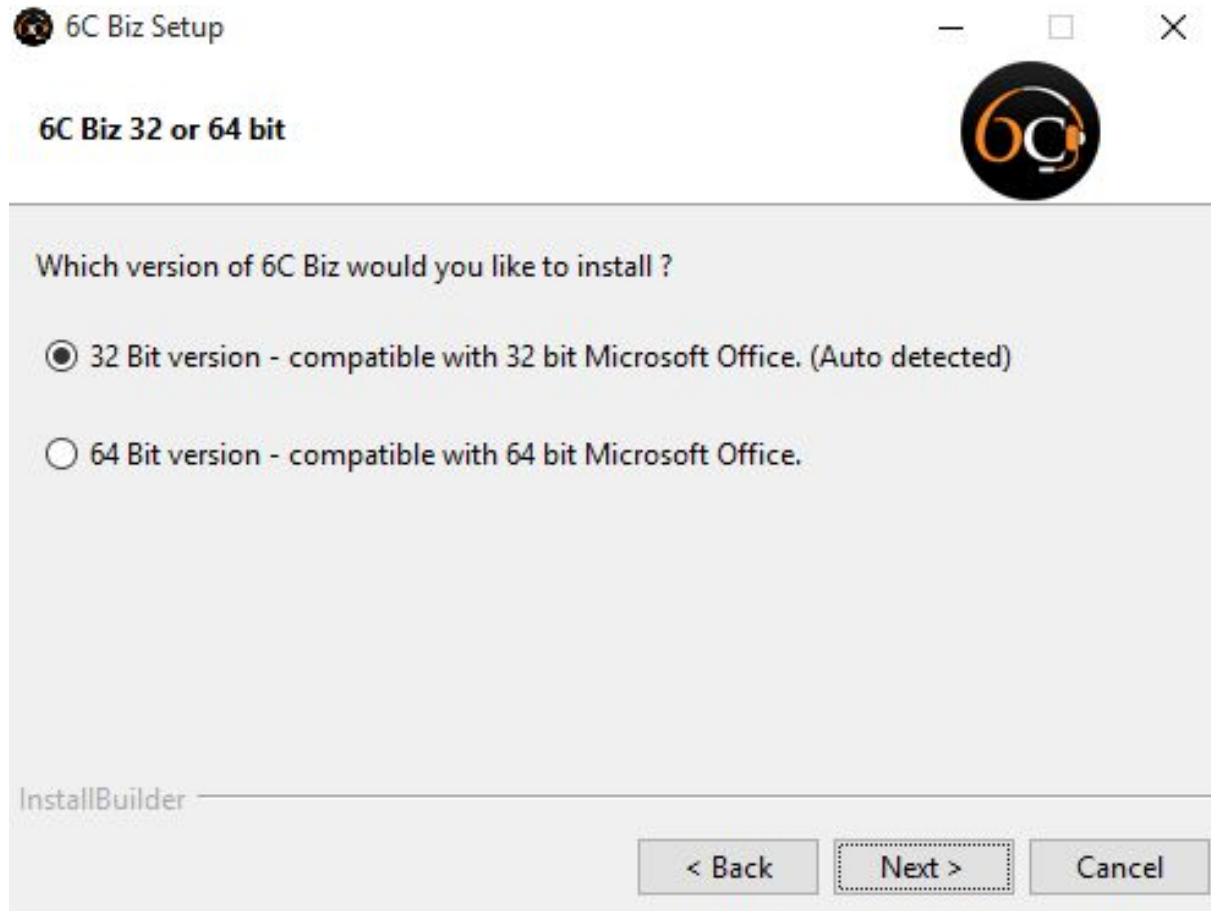 6C Biz Setup
6C Biz 32 or 64 bit
6C
Which version of 6C Biz would you like to install ?
32 Bit version - compatible with 32 bit Microsoft Office. (Auto detected)
64 Bit version - compatible with 64 bit Microsoft Office.
InstallBuilder
< Back
Next >
Cancel